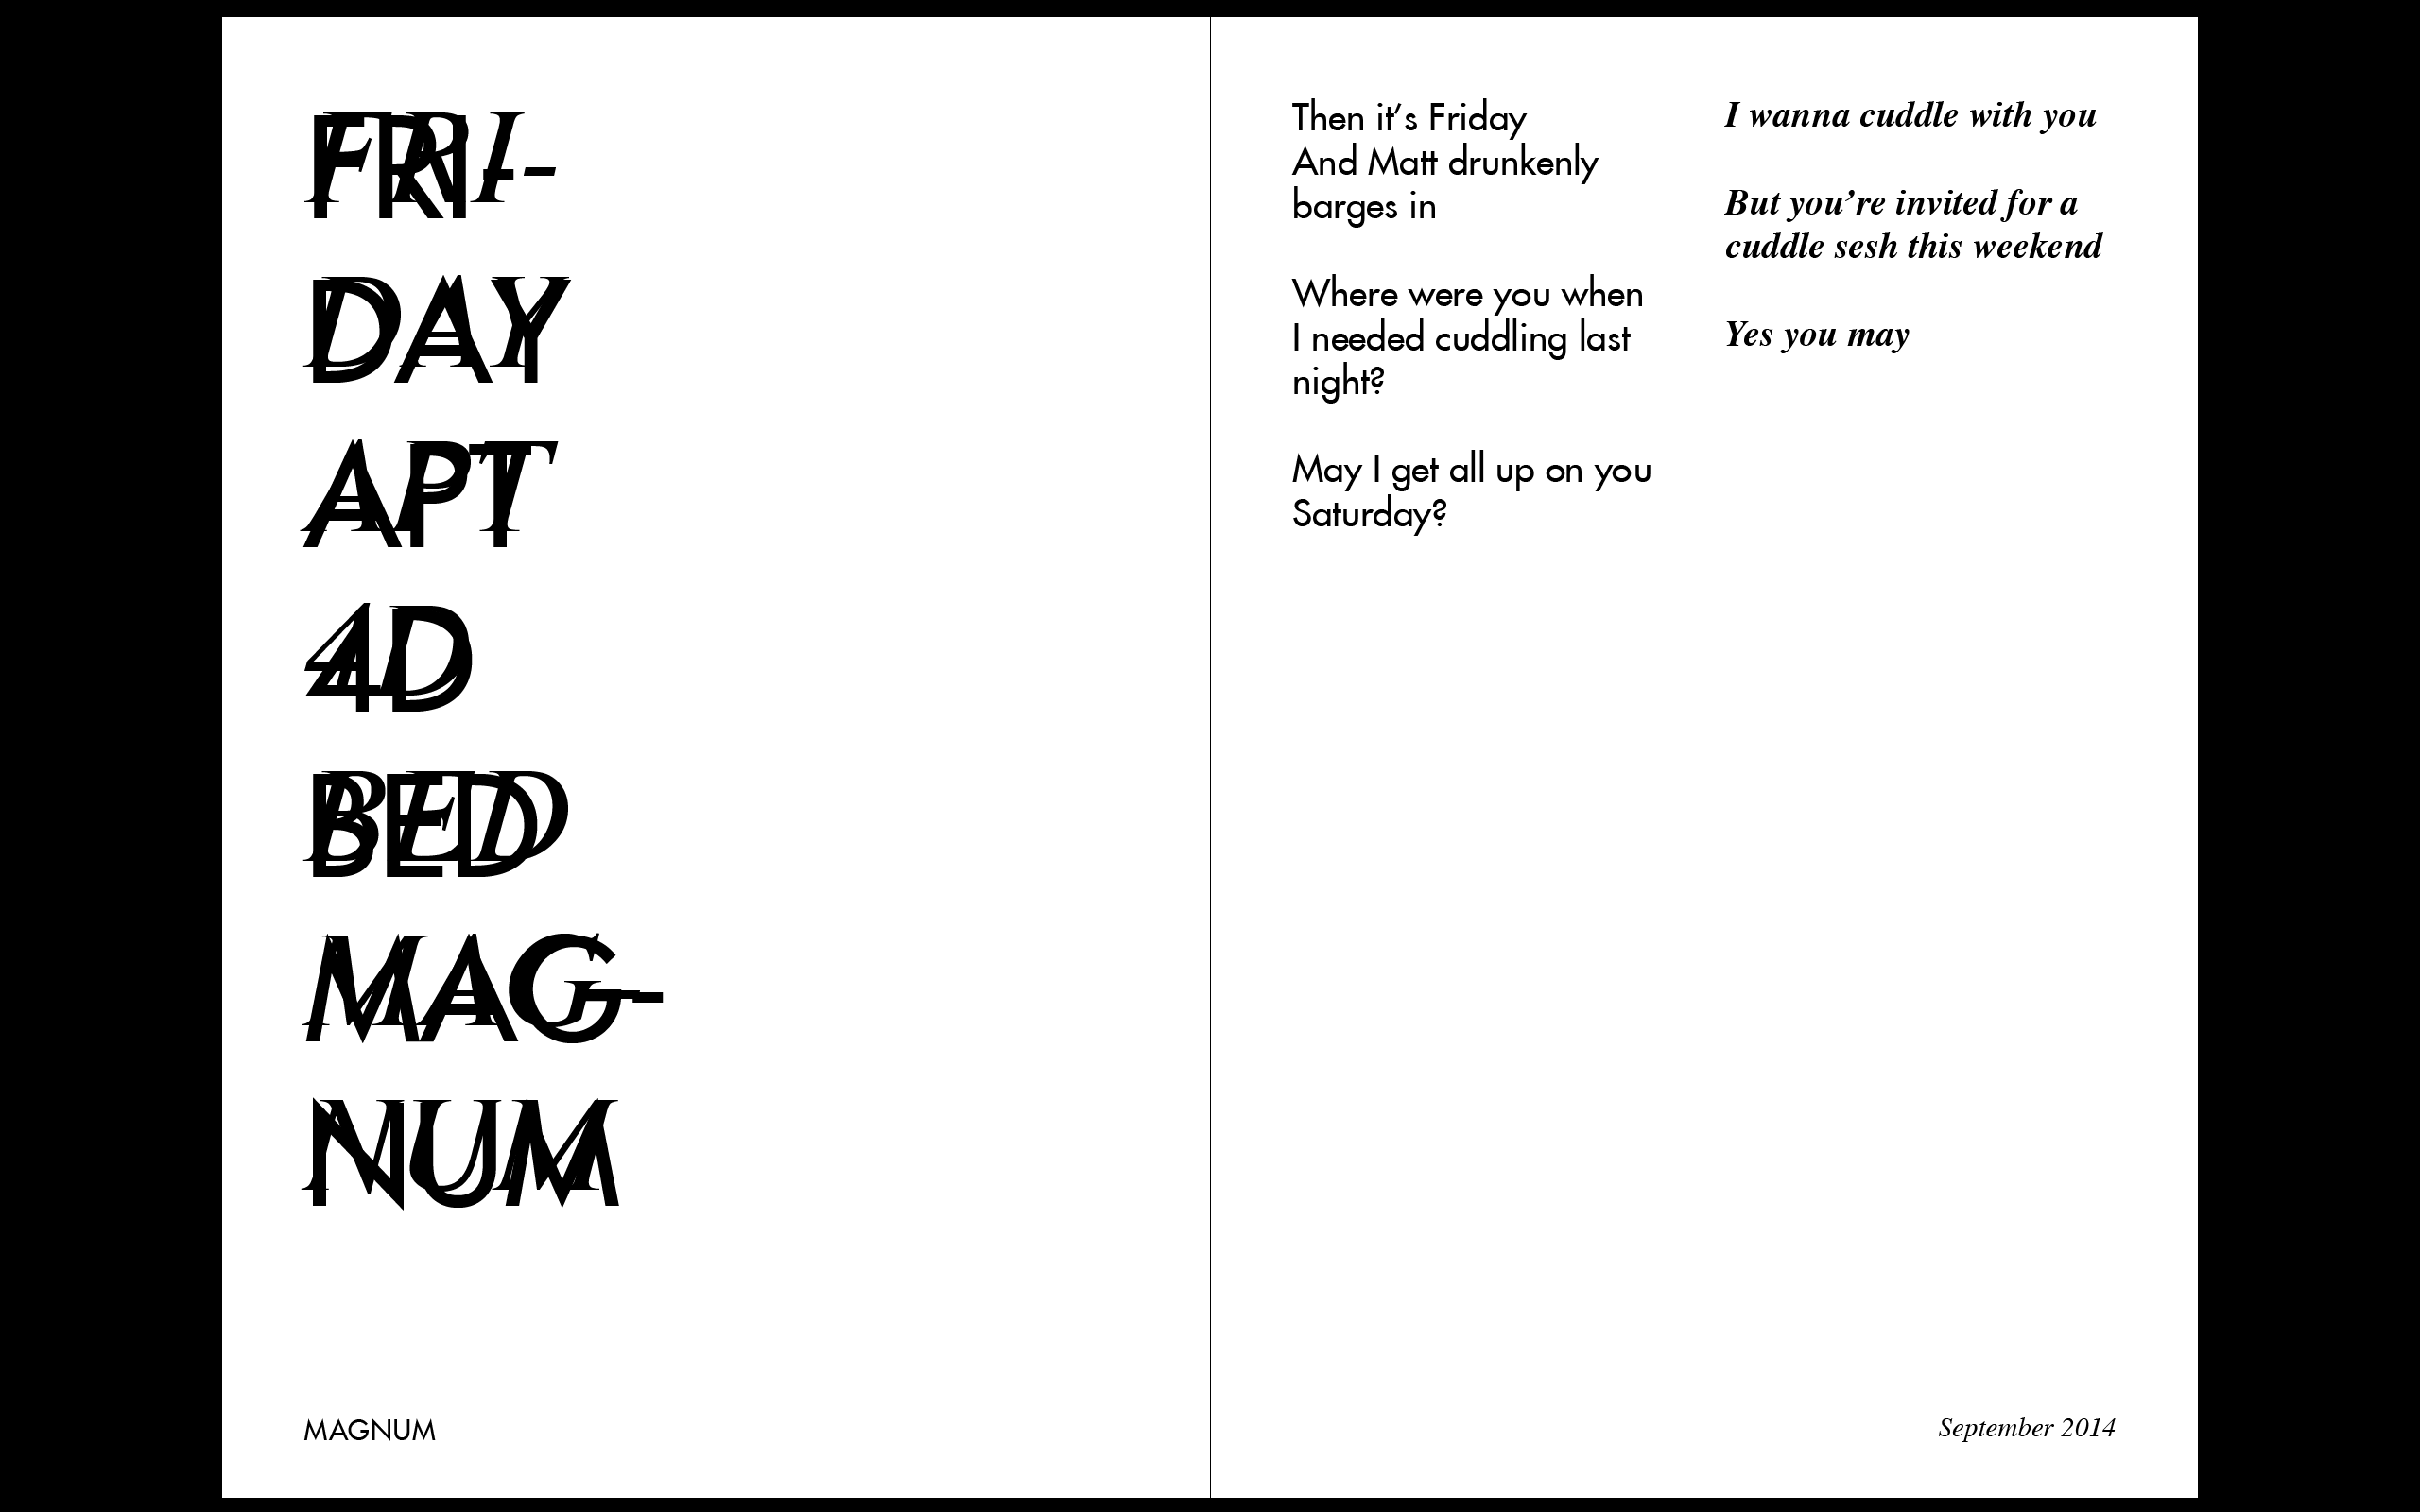 FRI-
DAY
APT
4D
BED
MAG-
NUM
MAGNUM
Then it's Friday
And Matt drunkenly
barges in
Where were you when
I needed cuddling last
night?
May I get all up on you
Saturday?
I wanna cuddle with you
But you’re invited for a
cuddle sesh this weekend
Yes you may
September 2014